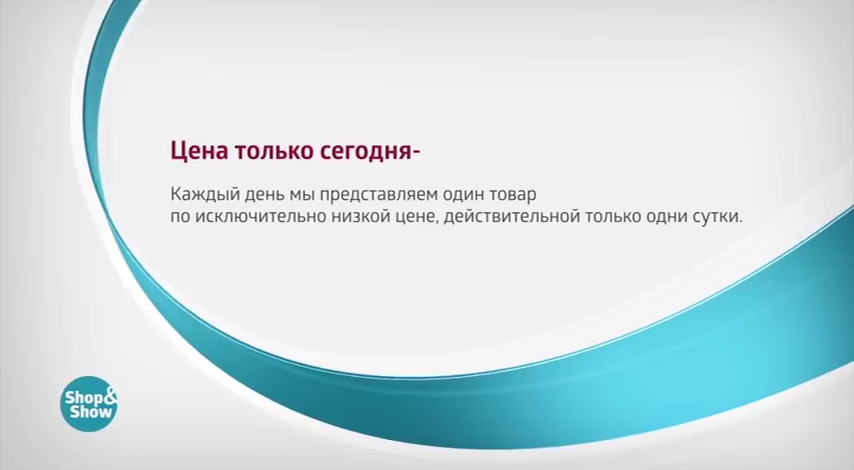 Цена только сегодня-
Каждый день мы представляем один товар
по исключительно низкой цене, действительной только одни сутки.
Shop&
Show